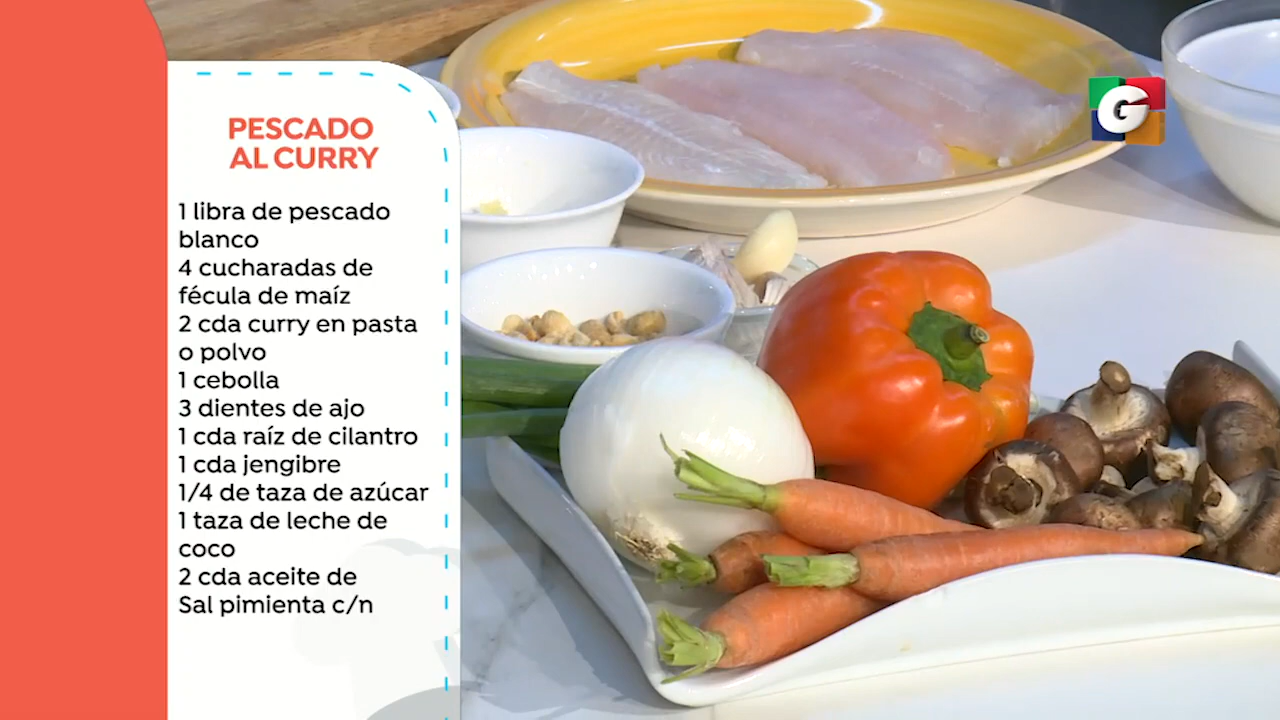 PESCADO
AL CURRY
1 libra de pescado
blanco
4 cucharadas de
fécula de maíz
2 cda curry en pasta
o polvo
1 cebolla
3 dientes de ajo
1 cda raíz de cilantro
1 cda jengibre
1/4 de taza de azúcar
1 taza de leche de
coco
2 cda aceite de
Sal pimienta c/n
G